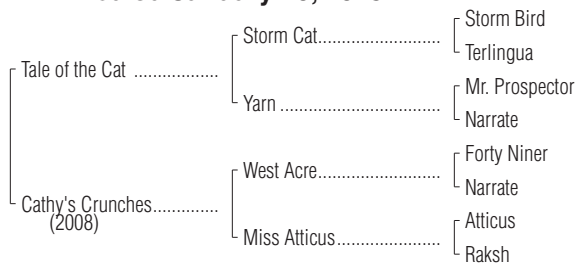 Storm Bird
Storm Cat
Terlingua
Tale of the Cat
Mr. Prospector
Yarn
Narrate
Forty Niner
West Acre
Narrate
Cathy's Crunches
(2008)
Atticus
Miss Atticus
Raksh